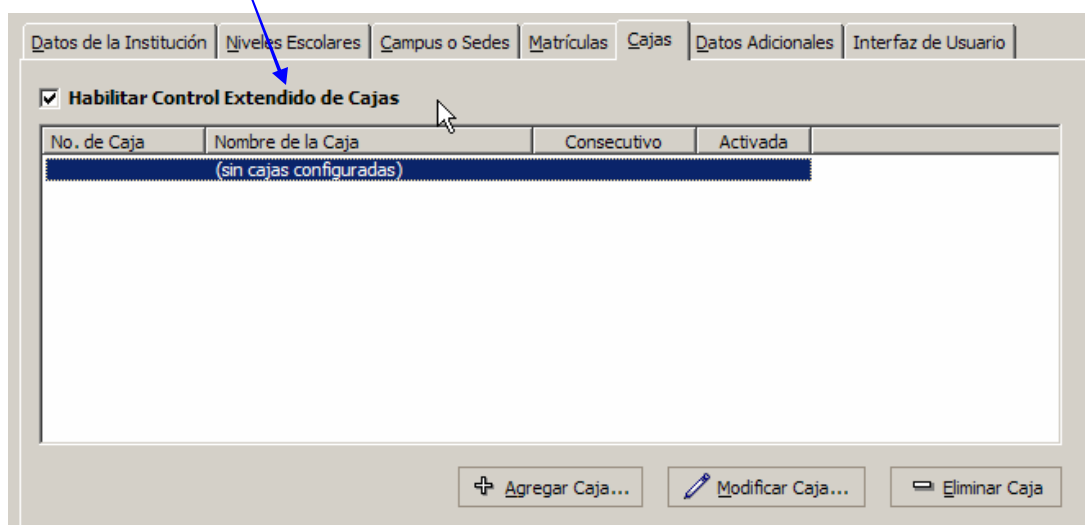 Datos de la Institución Niveles Escolares Campus o Sedes Matrículas Cajas Datos Adicionales Interfaz de Usuario
Habilitar Control Extendido de Cajas
No. de Caja Nombre de la Caja Consecutivo Activada
(sin cajas configuradas)
Agregar Caja... Modificar Caja... Eliminar Caja